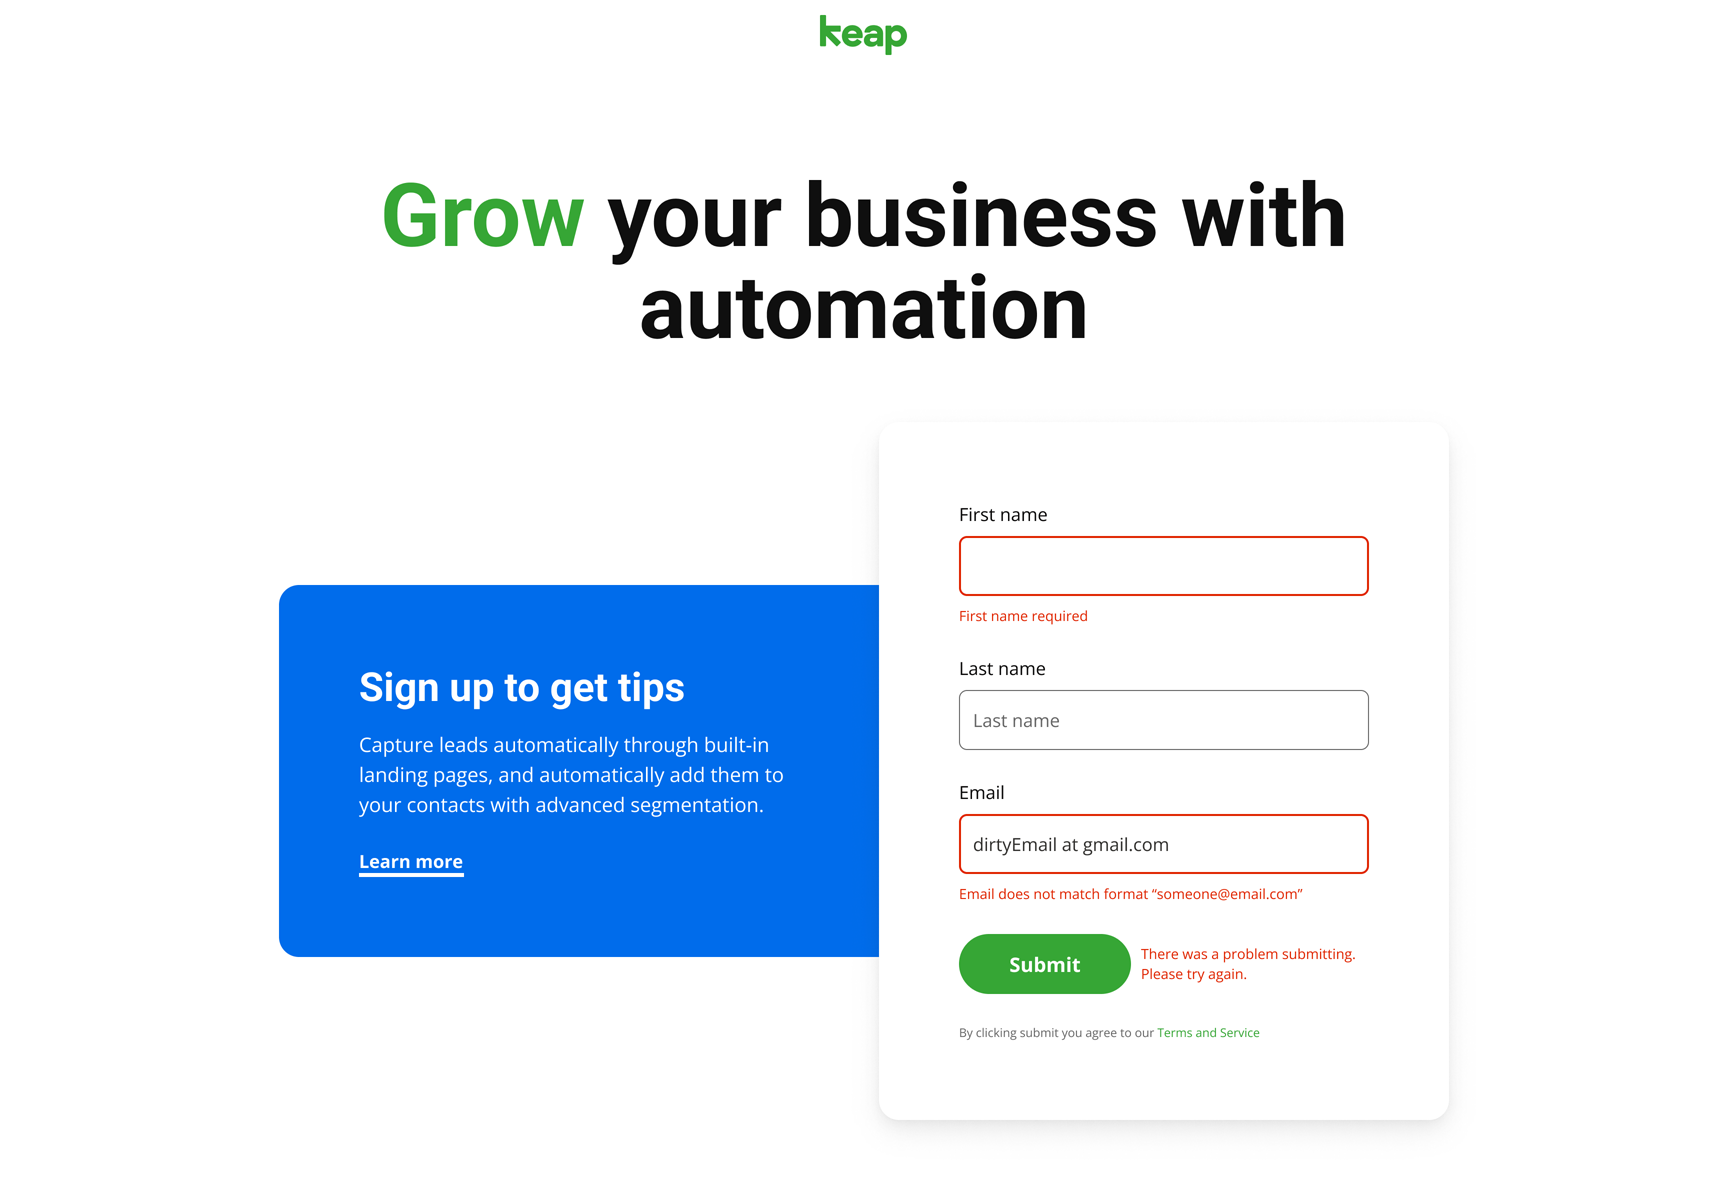 keap
Grow your business with
automation
Sign up to get tips
Capture leads automatically through built-in
landing pages, and automatically add them to
your contacts with advanced segmentation.
Learn more
First name
First name required
Last name
Last name
Email
dirtyEmail at gmail.com
Email does not match format “someone@email.com”
Submit
There was a problem submitting.
Please try again.
By clicking submit you agree to our Terms and Service